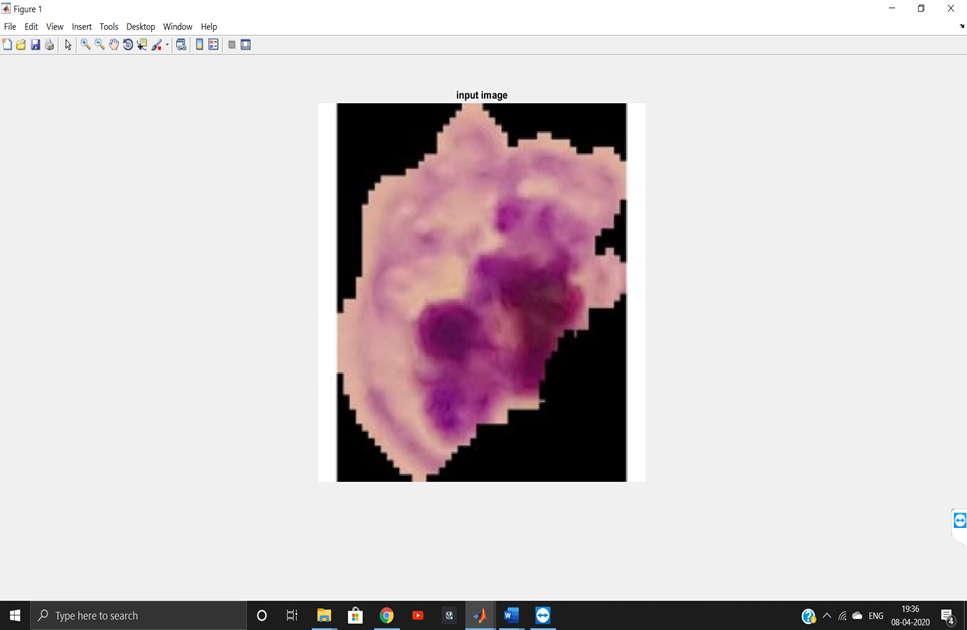 Figure 1
File Edit View Insert Tools Desktop Window Help
input image
Type here to search
ENG
19:36
08-04-2020
4